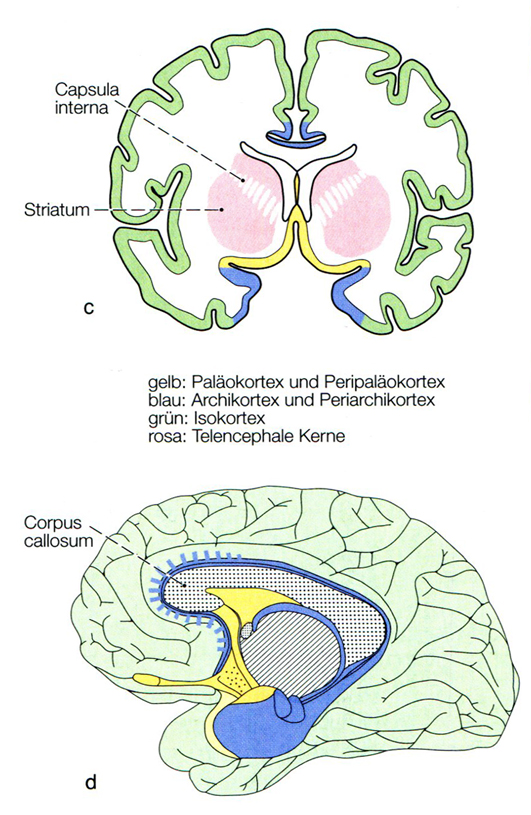 Capsula
interna
Striatum
c
gelb: Paläokortex und Peripaläokortex
blau: Archikortex und Periarchikortex
grün: Isokortex
rosa: Telencephale Kerne
Corpus
callosum
d